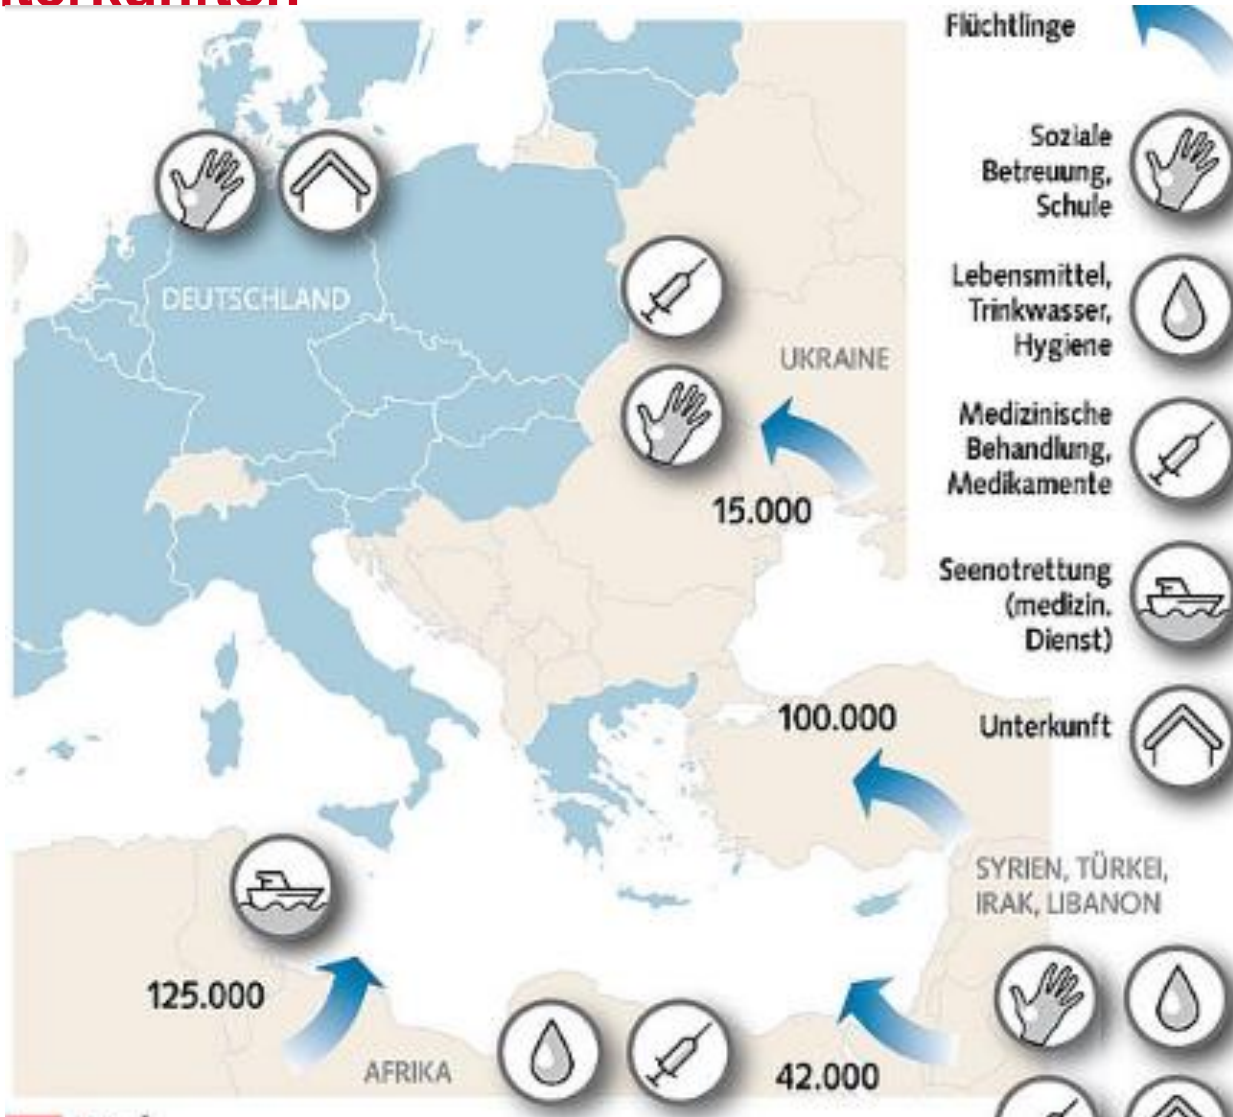 Flüchtlinge
Soziale
Betreuung,
Schule
DEUTSCHLAND
Lebensmittel,
Trinkwasser,
Hygiene
UKRAINE
Medizinische
Behandlung,
Medikamente
15.000
Seenotrettung
(medizin.
Dienst)
100.000
Unterkunft
SYRIEN, TÜRKEI,
IRAK, LIBANON
125.000
AFRIKA
42.000